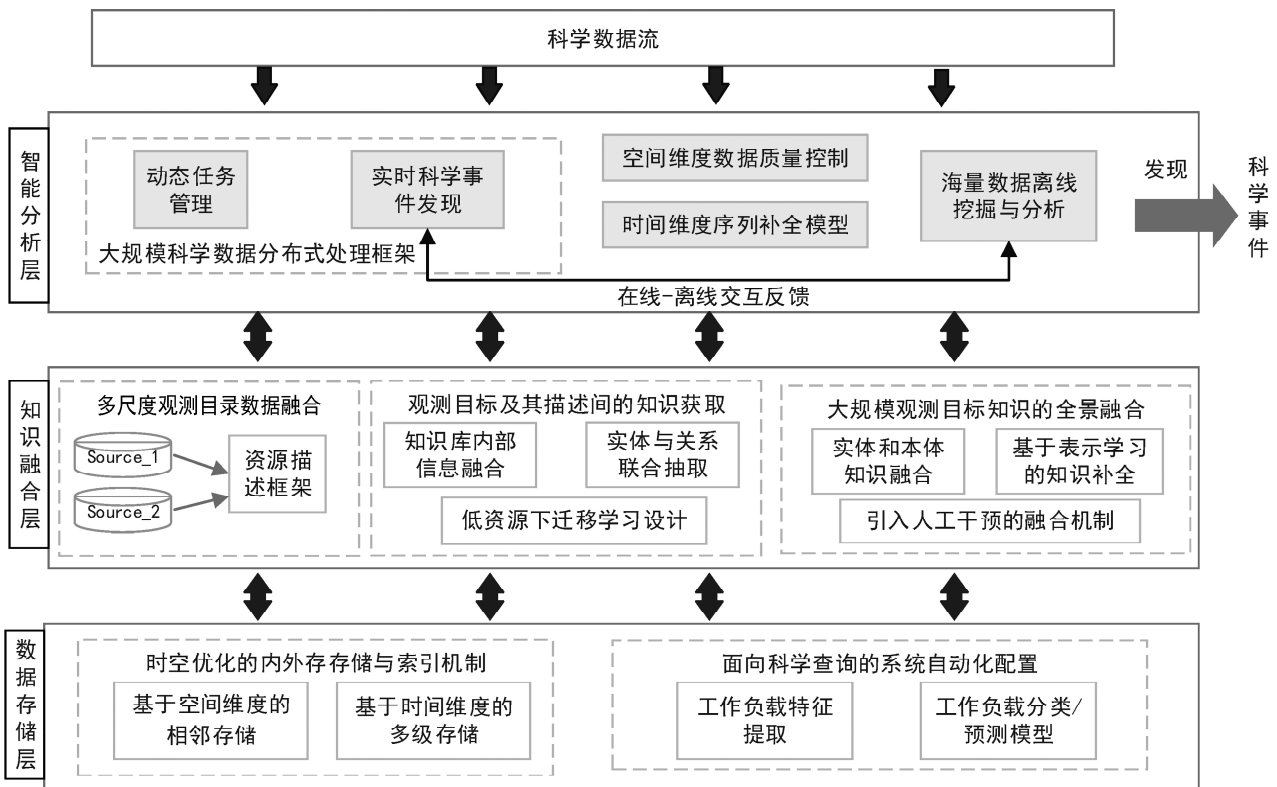 科学数据流
智能分析层
动态任务
管理
实时科学事
件发现
大规模科学数据分布式处理框架
空间维度数据质量控制
时间维度序列补全模型
海量数据离线
挖掘与分析
在线-离线交互反馈
发现
科学事件
知识融合层
多尺度观测目录数据融合
Source_1
Source_2
资源描
述框架
观测目标及其描述间的知识获取
知识库内部
信息融合
实体与关系
联合抽取
低资源下迁移学习设计
大规模观测目标知识的全景融合
实体和本体
知识融合
基于表示学习
的知识补全
引入人工干预的融合机制
数据存储层
时空优化的内外存存储与索引机制
基于空间维度的
相邻存储
基于时间维度的
多级存储
面向科学查询的系统自动化配置
工作负载特征
提取
工作负载分类/
预测模型